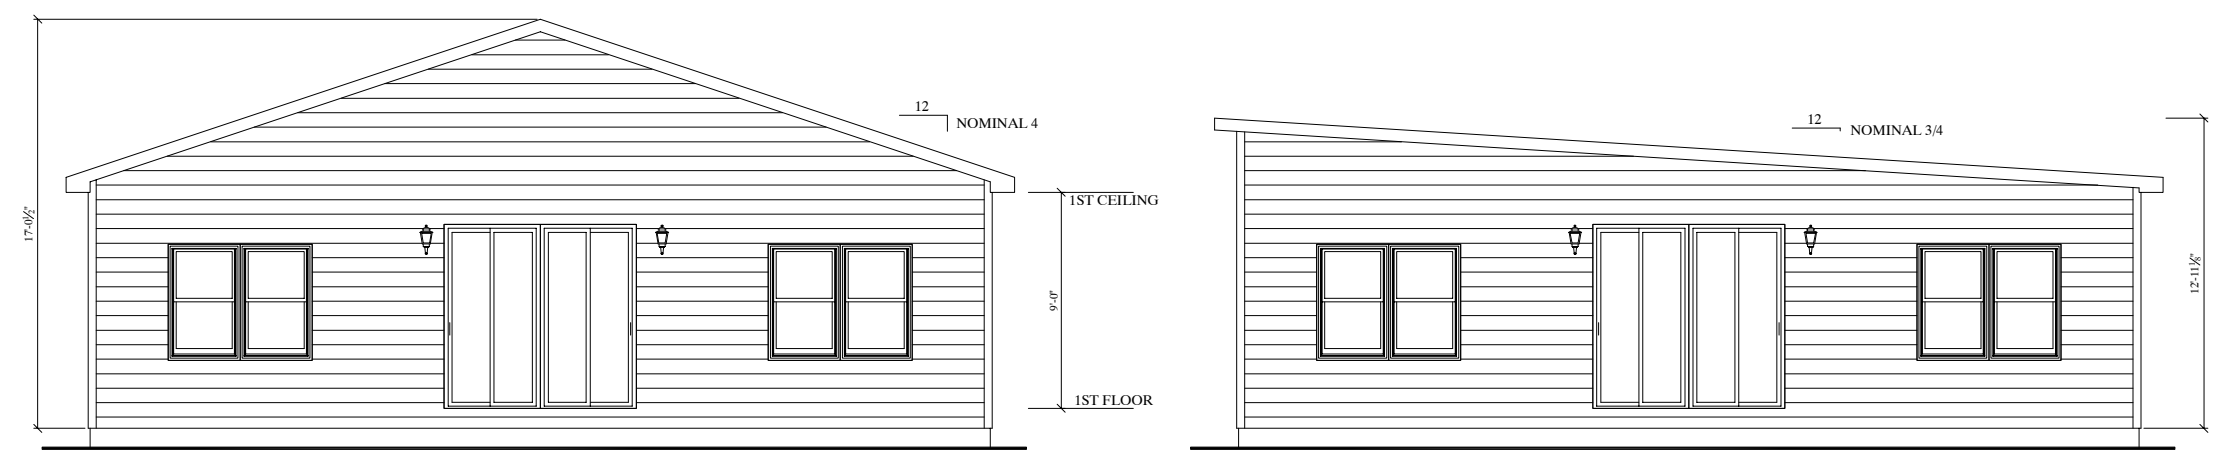 12
NOMINAL 4
17'-0½"
1ST CEILING
9'-0"
1ST FLOOR
12
NOMINAL 3/4
12'-11⅛"